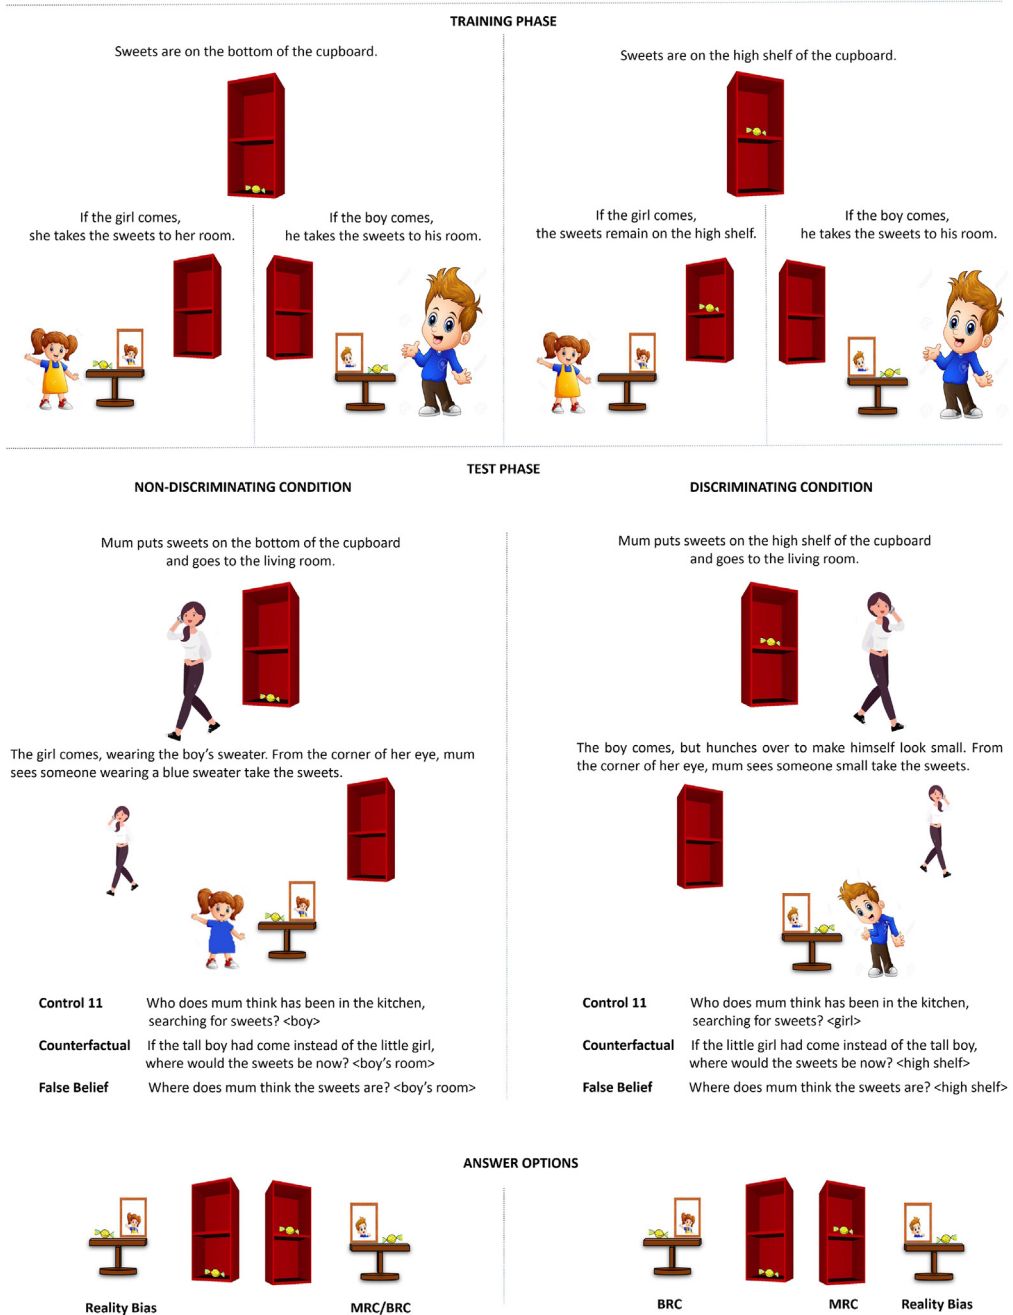 TRAINING PHASE
Sweets are on the bottom of the cupboard.
Sweets are on the high shelf of the cupboard.
If the girl comes,
she takes the sweets to her room.
If the boy comes,
he takes the sweets to his room.
If the girl comes,
the sweets remain on the high shelf.
If the boy comes,
he takes the sweets to his room.
TEST PHASE
NON-DISCRIMINATING CONDITION
DISCRIMINATING CONDITION
Mum puts sweets on the bottom of the cupboard
and goes to the living room.
Mum puts sweets on the high shelf of the cupboard
and goes to the living room.
The girl comes, wearing the boy's sweater. From the corner of her eye, mum
sees someone wearing a blue sweater take the sweets.
The boy comes, but hunches over to make himself look small. From
the corner of her eye, mum sees someone small take the sweets.
Control 11 Who does mum think has been in the kitchen,
searching for sweets? <boy>
Counterfactual If the tall boy had come instead of the little girl,
where would the sweets be now? <boy's room>
False Belief Where does mum think the sweets are? <boy's room>
Control 11 Who does mum think has been in the kitchen,
searching for sweets? <girl>
Counterfactual If the little girl had come instead of the tall boy,
where would the sweets be now? <high shelf>
False Belief Where does mum think the sweets are? <high shelf>
ANSWER OPTIONS
Reality Bias
MRC/BRC
BRC
MRC
Reality Bias